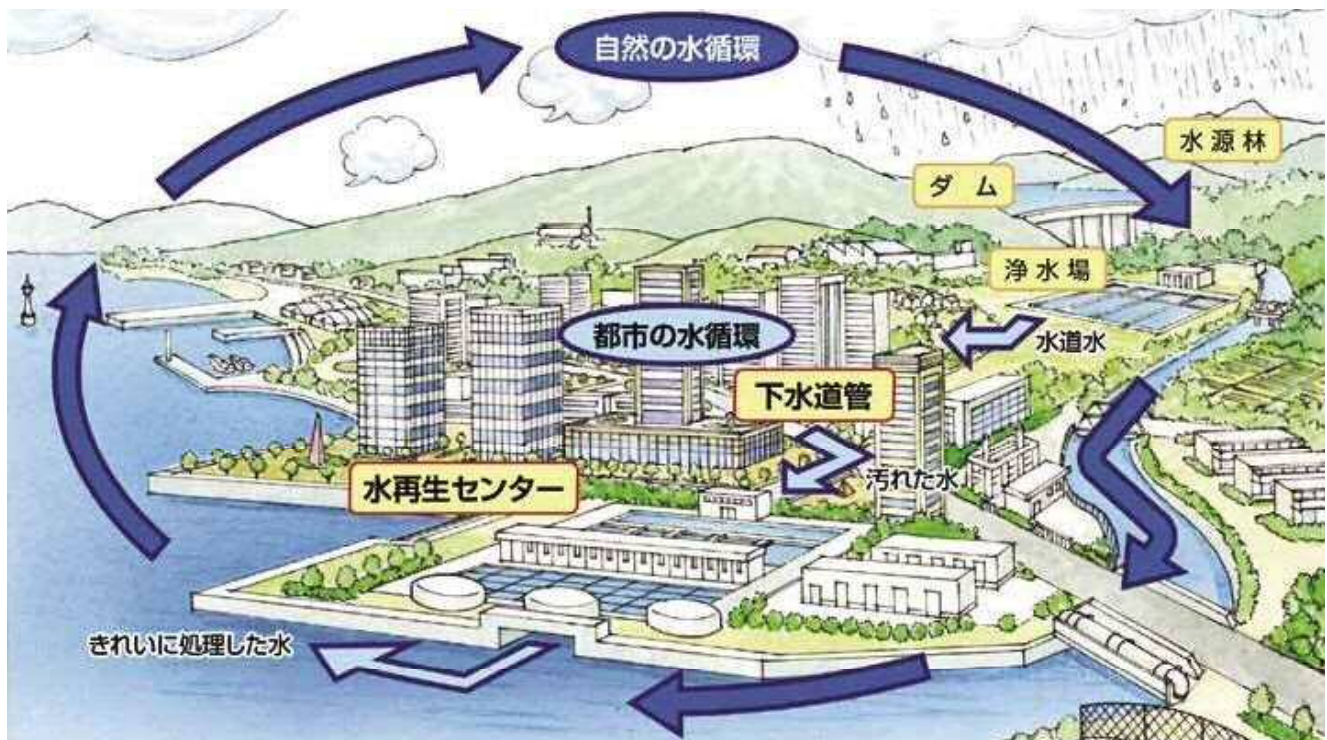 自然の水循環
水源林
ダム
浄水場
都市の水循環
水道水
下水道管
水再生センター
汚れた水
きれいに処理した水